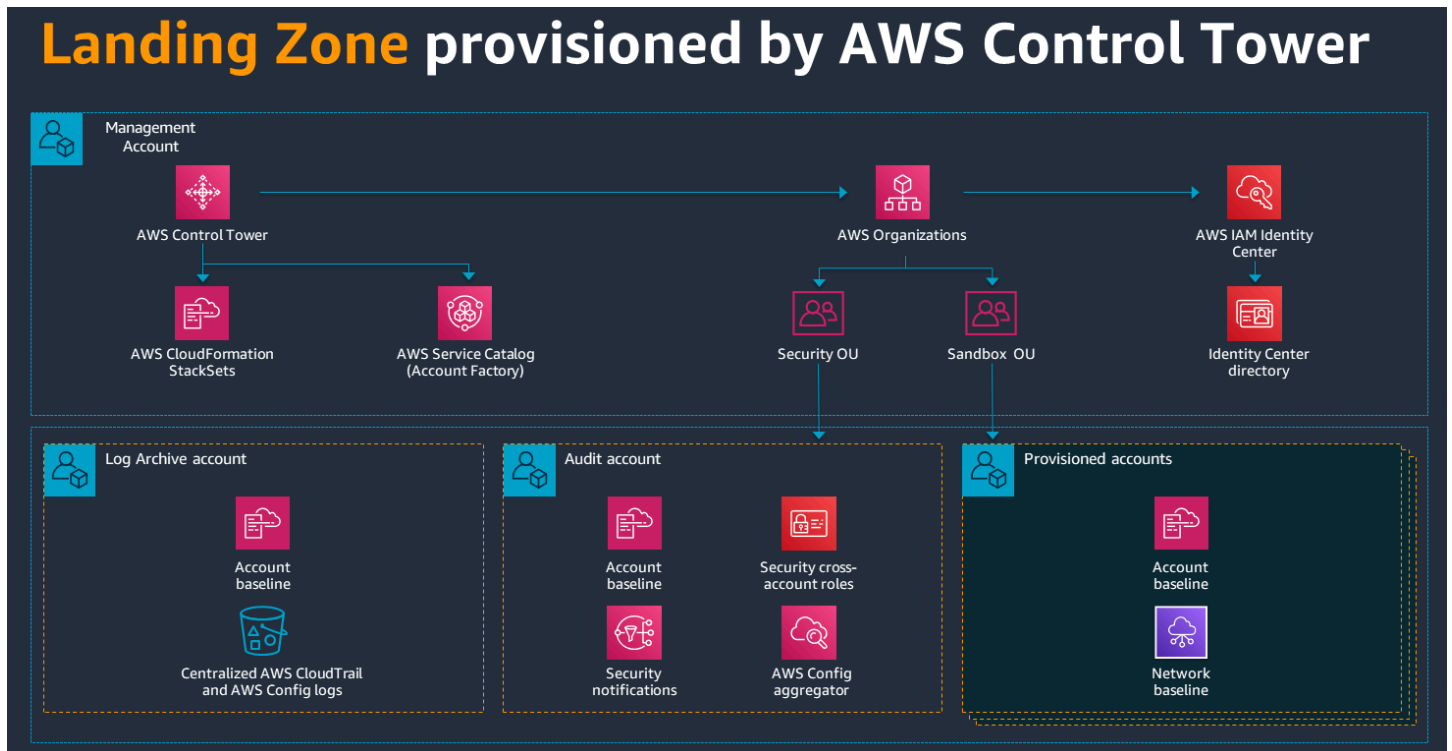 Landing Zone provisioned by AWS Control Tower
Management
Account
AWS Control Tower
AWS Organizations
AWS IAM Identity
Center
AWS CloudFormation
StackSets
AWS Service Catalog
(Account Factory)
Security OU
Sandbox OU
Identity Center
directory
Log Archive account
Account
baseline
Centralized AWS CloudTrail
and AWS Config logs
Audit account
Account
baseline
Security cross-
account roles
Security
notifications
AWS Config
aggregator
Provisioned accounts
Account
baseline
Network
baseline